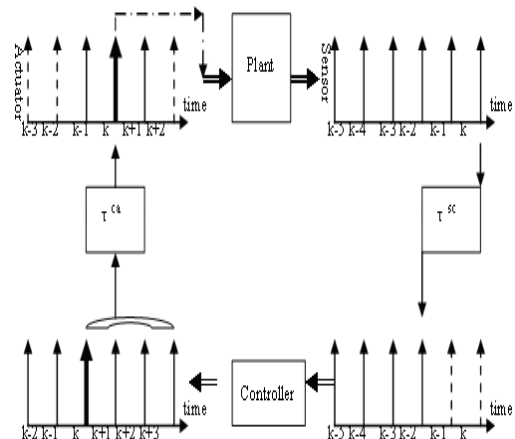 Actuator
time
k-3 k-2 k-1 k k+1 k+2
Plant
Sensor
time
k-5 k-4 k-3 k-2 k-1 k
τ ca
τ sc
time
k-2 k-1 k k+1 k+2 k+3
Controller
time
k-5 k-4 k-3 k-2 k-1 k